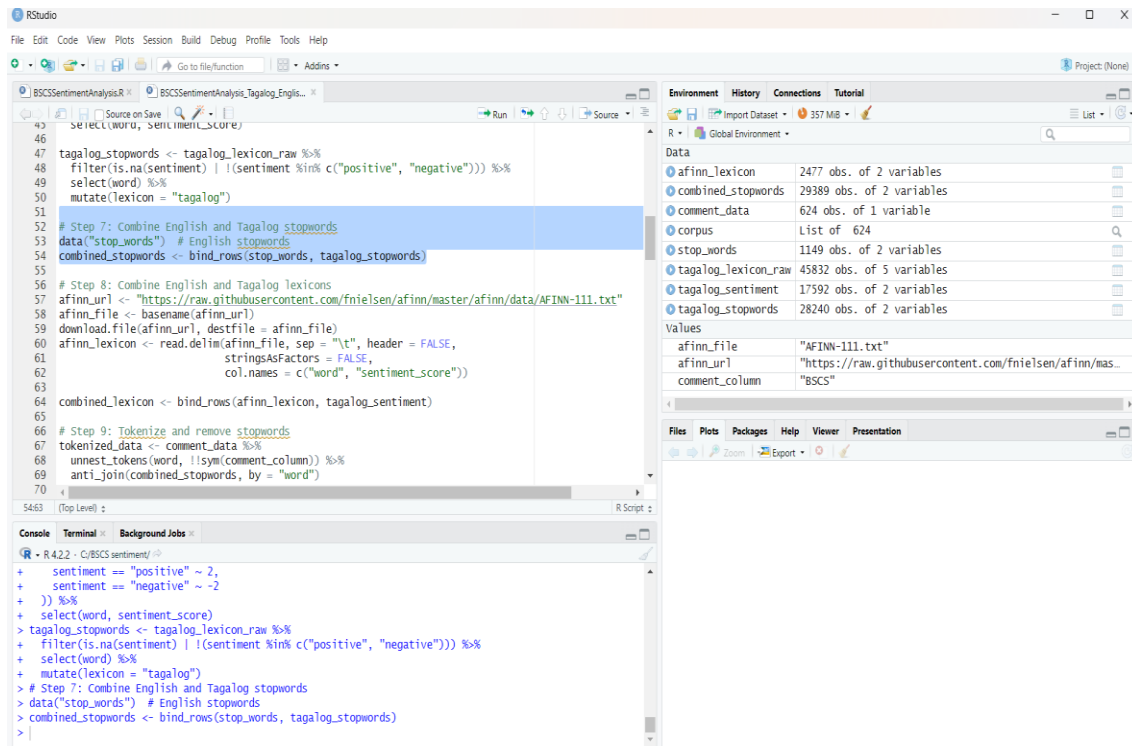 RStudio
File Edit Code View Plots Session Build Debug Profile Tools Help
Go to file/function Addins Project: (None)
BSCSSentimentAnalysis.R BSCSSentimentAnalysis_Tagalog_Englis...
Source on Save Run Source
45 select(word, sentiment_score)
46
47 tagalog_stopwords <- tagalog_lexicon_raw %>%
48 filter(is.na(sentiment) | !(sentiment %in% c("positive", "negative"))) %>%
49 select(word) %>%
50 mutate(lexicon = "tagalog")
51
52 # Step 7: Combine English and Tagalog stopwords
53 data("stop_words") # English stopwords
54 combined_stopwords <- bind_rows(stop_words, tagalog_stopwords)
55
56 # Step 8: Combine English and Tagalog lexicons
57 afinn_url <- "https://raw.githubusercontent.com/fnielsen/afinn/master/afinn/data/AFINN-111.txt"
58 afinn_file <- basename(afinn_url)
59 download.file(afinn_url, destfile = afinn_file)
60 afinn_lexicon <- read.delim(afinn_file, sep = "\t", header = FALSE,
61 stringsAsFactors = FALSE,
62 col.names = c("word", "sentiment_score"))
63
64 combined_lexicon <- bind_rows(afinn_lexicon, tagalog_sentiment)
65
66 # Step 9: Tokenize and remove stopwords
67 tokenized_data <- comment_data %>%
68 unnest_tokens(word, !!sym(comment_column)) %>%
69 anti_join(combined_stopwords, by = "word")
70
54:63 (Top Level) R Script
Console Terminal Background Jobs
R 4.2.2 · C:/BSCS sentiment/
+ sentiment == "positive" ~ 2,
+ sentiment == "negative" ~ -2
+ )) %>%
+ select(word, sentiment_score)
> tagalog_stopwords <- tagalog_lexicon_raw %>%
+ filter(is.na(sentiment) | !(sentiment %in% c("positive", "negative"))) %>%
+ select(word) %>%
+ mutate(lexicon = "tagalog")
> # Step 7: Combine English and Tagalog stopwords
> data("stop_words") # English stopwords
> combined_stopwords <- bind_rows(stop_words, tagalog_stopwords)
>
Environment History Connections Tutorial
Import Dataset 357 MiB List
R Global Environment
Data
afinn_lexicon 2477 obs. of 2 variables
combined_stopwords 29389 obs. of 2 variables
comment_data 624 obs. of 1 variable
corpus List of 624
stop_words 1149 obs. of 2 variables
tagalog_lexicon_raw 45832 obs. of 5 variables
tagalog_sentiment 17592 obs. of 2 variables
tagalog_stopwords 28240 obs. of 2 variables
Values
afinn_file "AFINN-111.txt"
afinn_url "https://raw.githubusercontent.com/fnielsen/afinn/mas…
comment_column "BSCS"
Files Plots Packages Help Viewer Presentation
Zoom Export